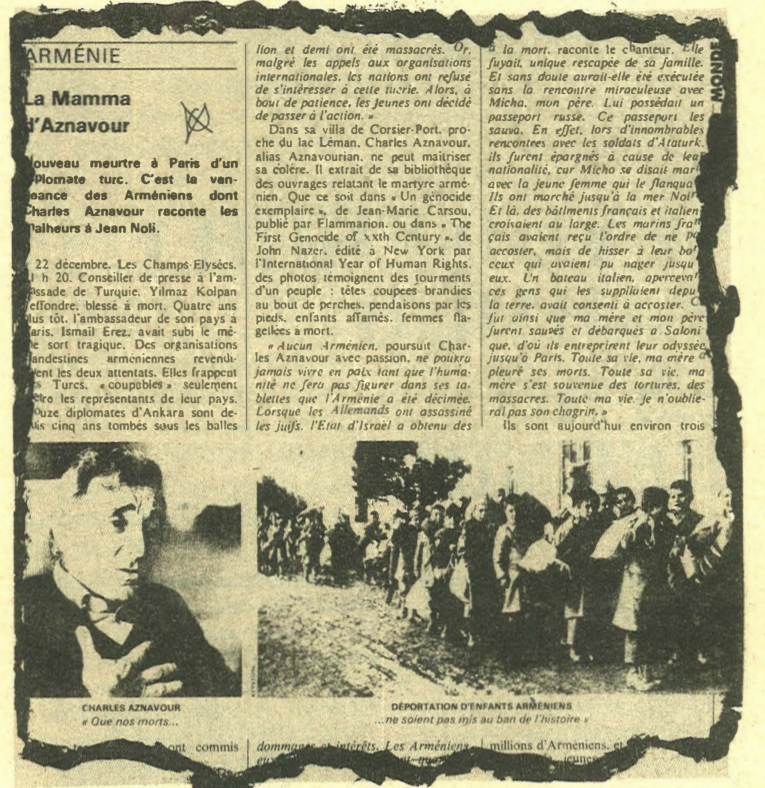 ARMÉNIE
La Mamma
d'Aznavour
ouveau meurtre à Paris d'un
plomate turc. C'est la ven-
eance des Arméniens dont
Charles Aznavour raconte les
alheurs à Jean Noli.
22 décembre. Les Champs-Elysées.
h 20. Conseiller de presse à l'am-
ssade de Turquie, Yilmaz Kolpan
effondre, blessé à mort. Quatre ans
lus tôt, l'ambassadeur de son pays à
aris, Ismail Erez, avait subi le mê-
e sort tragique. Des organisations
andestines arméniennes revendi-
ent les deux attentats. Elles frappent
s Turcs, « coupables » seulement
tre les représentants de leur pays.
ouze diplomates d'Ankara sont de-
is cinq ans tombés sous les balles
lion et demi ont été massacrés. Or,
malgré les appels aux organisations
internationales, les nations ont refusé
de s'intéresser à cette tuerie. Alors, à
bout de patience, les jeunes ont décidé
de passer à l'action. »
Dans sa villa de Corsier-Port, pro-
che du lac Léman, Charles Aznavour,
alias Aznavourian, ne peut maîtriser
sa colère. Il extrait de sa bibliothèque
des ouvrages relatant le martyre armé-
nien. Que ce soit dans « Un génocide
exemplaire », de Jean-Marie Carsou,
publié par Flammarion, ou dans « The
First Genocide of xxth Century », de
John Nazer, édité à New York par
l'International Year of Human Rights,
des photos témoignent des tourments
d'un peuple : têtes coupées brandies
au bout de perches, pendaisons par les
pieds, enfants affamés, femmes fla-
gellées à mort.
« Aucun Arménien, poursuit Char-
les Aznavour avec passion, ne pourra
jamais vivre en paix tant que l'huma-
nité ne fera pas figurer dans ses ta-
blettes que l'Arménie a été décimée.
Lorsque les Allemands ont assassiné
les juifs, l'Etat d'Israël a obtenu des
à la mort, raconte le chanteur. Elle
fuyait, unique rescapée de sa famille.
Et sans doute aurait-elle été exécutée
sans la rencontre miraculeuse avec
Micha, mon père. Lui possédait un
passeport russe. Ce passeport les
sauva. En effet, lors d'innombrables
rencontres avec les soldats d'Ataturk,
ils furent épargnés à cause de leur
nationalité, car Micha se disait mari
avec la jeune femme qui le flanquait
Ils ont marché jusqu'à la mer Noire
Et là, des bâtiments français et italien
croisaient au large. Les marins fran
çais avaient reçu l'ordre de ne pas
accoster, mais de hisser à leur bord
ceux qui avaient pu nager jusqu
eux. Un bateau italien, apercevant
ces gens qui les suppliaient depu
la terre, avait consenti à accoster. C
fut ainsi que ma mère et mon père
furent sauvés et débarqués à Saloni
que, d'où ils entreprirent leur odyssée
jusqu'à Paris. Toute sa vie, ma mère a
pleuré ses morts. Toute sa vie, ma
mère s'est souvenue des tortures, des
massacres. Toute ma vie, je n'oublie-
rai pas son chagrin. »
Ils sont aujourd'hui environ trois
MONDE
KEYSTONE
CHARLES AZNAVOUR
« Que nos morts...
DÉPORTATION D'ENFANTS ARMÉNIENS
...ne soient pas mis au ban de l'histoire »
ont commis
dommages et intérêts. Les Arméniens,
millions d'Arméniens, et
jeunes